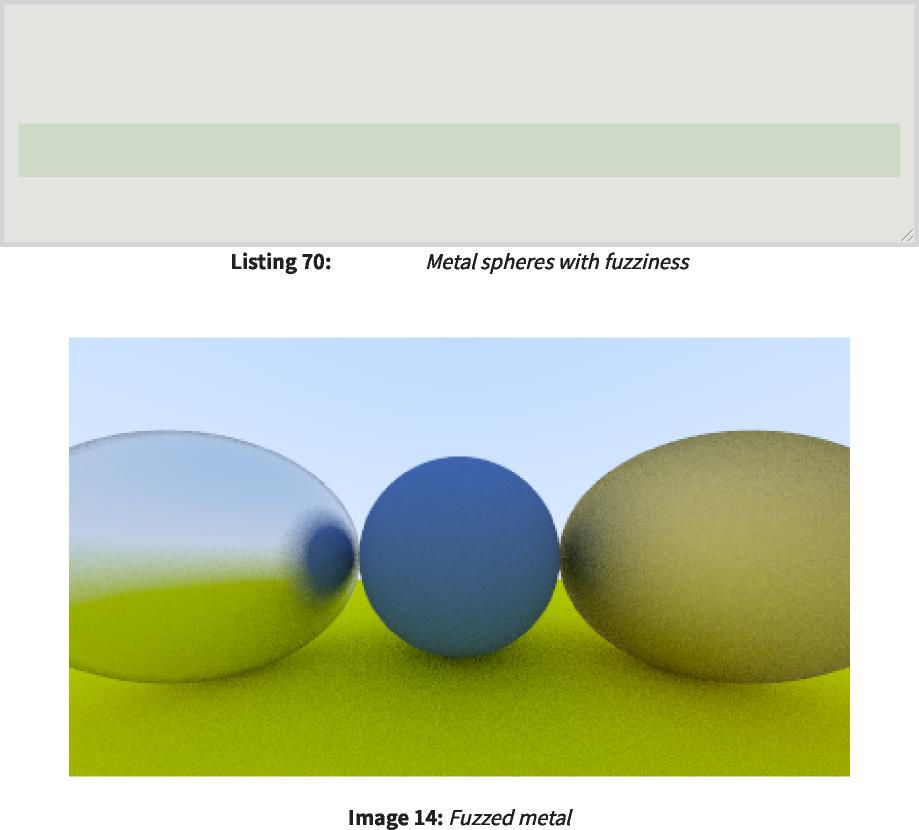 Listing 70: Metal spheres with fuzziness
Image 14: Fuzzed metal